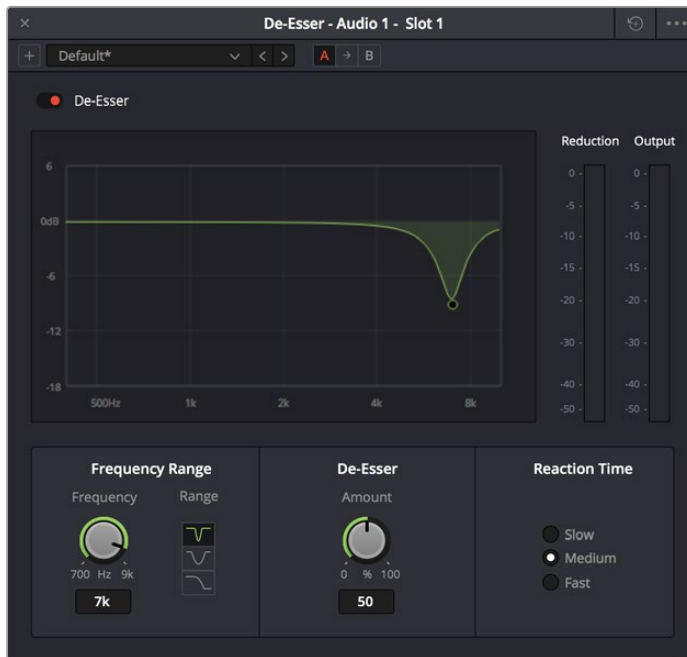 De-Esser - Audio 1 - Slot 1
Default*
A B
De-Esser
Reduction Output
6
0dB
-6
-12
-18
500Hz 1k 2k 4k 8k
0 - 0 -
-5 - -5 -
-10 - -10 -
-15 - -15 -
-20 - -20 -
-30 - -30 -
-40 - -40 -
-50 - -50 -
Frequency Range
Frequency Range
700 Hz 9k
7k
De-Esser
Amount
0 % 100
50
Reaction Time
Slow
Medium
Fast